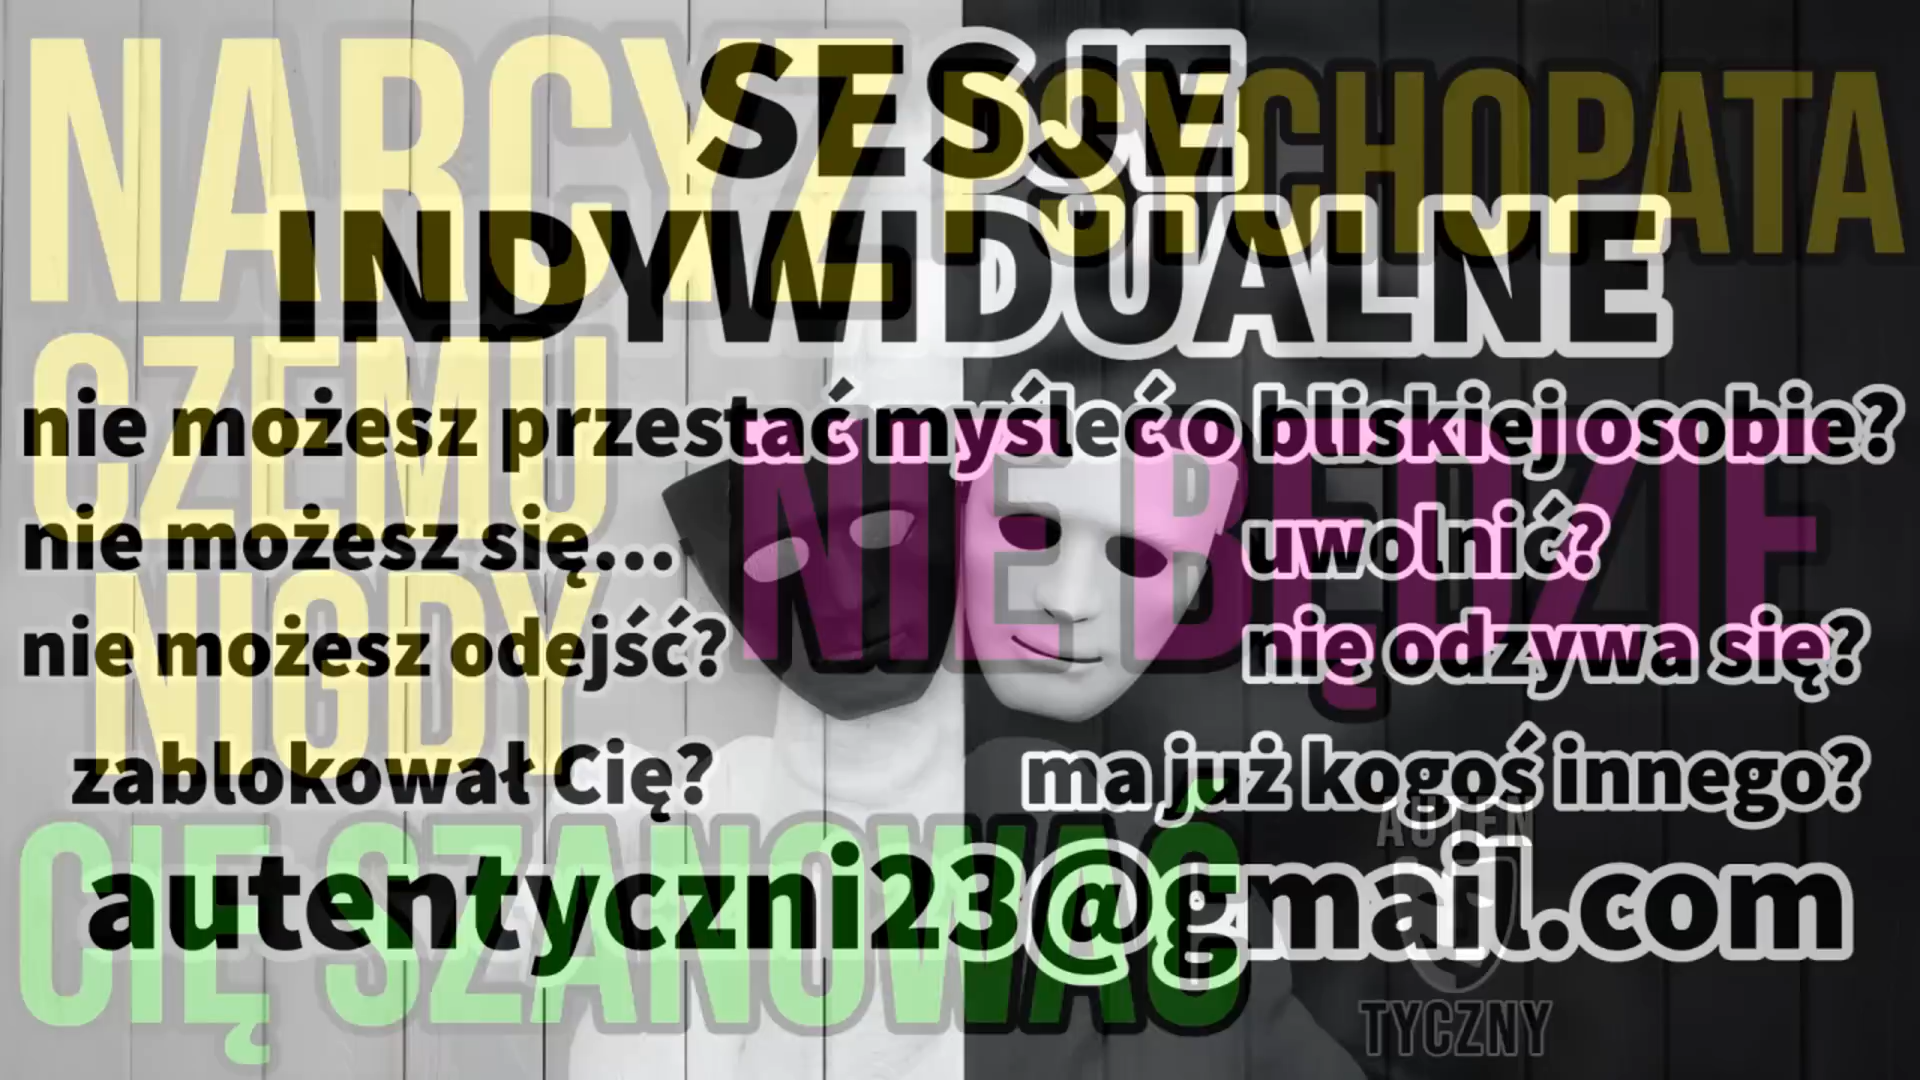 NARCYZ PSYCHOPATA
CZEMU
NIGDY
NIE BĘDZIE
CIĘ SZANOWAĆ
SESJE
INDYWIDUALNE
nie możesz przestać myśleć o bliskiej osobie?
nie możesz się... uwolnić?
nie możesz odejść? nie odzywa się?
zablokował Cię? ma już kogoś innego?
autentyczni23@gmail.com
AUTEN
TYCZNY